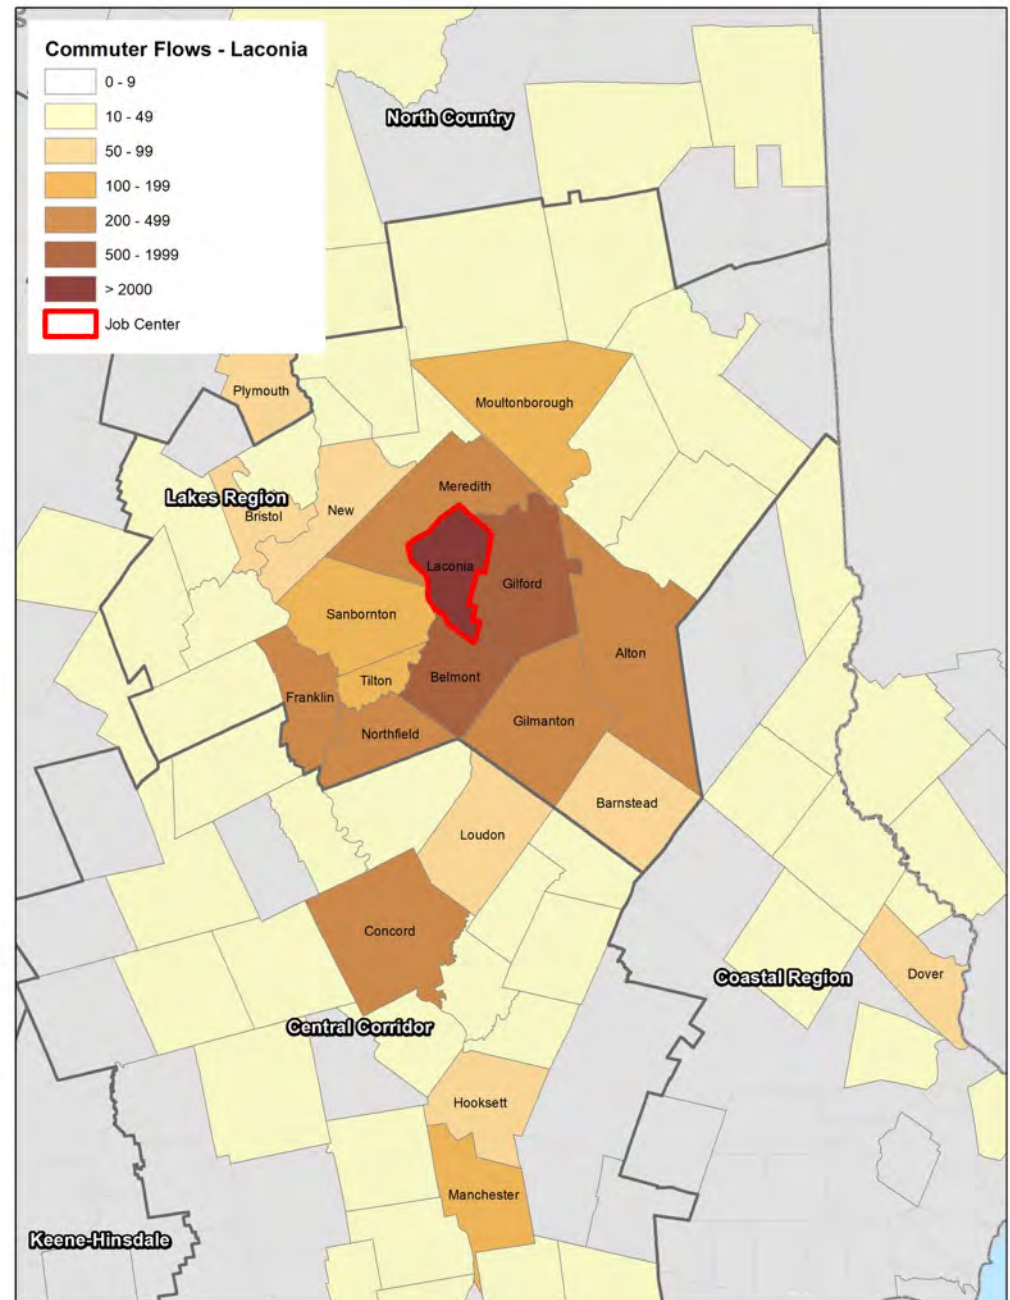 Commuter Flows - Laconia
0 - 9
10 - 49
50 - 99
100 - 199
200 - 499
500 - 1999
> 2000
Job Center
North Country
Plymouth
Moultonborough
Meredith
Lakes Region
Bristol
New
Laconia
Gilford
Sanbornton
Alton
Tilton
Belmont
Franklin
Gilmanton
Northfield
Barnstead
Loudon
Concord
Dover
Coastal Region
Central Corridor
Hooksett
Manchester
Keene-Hinsdale